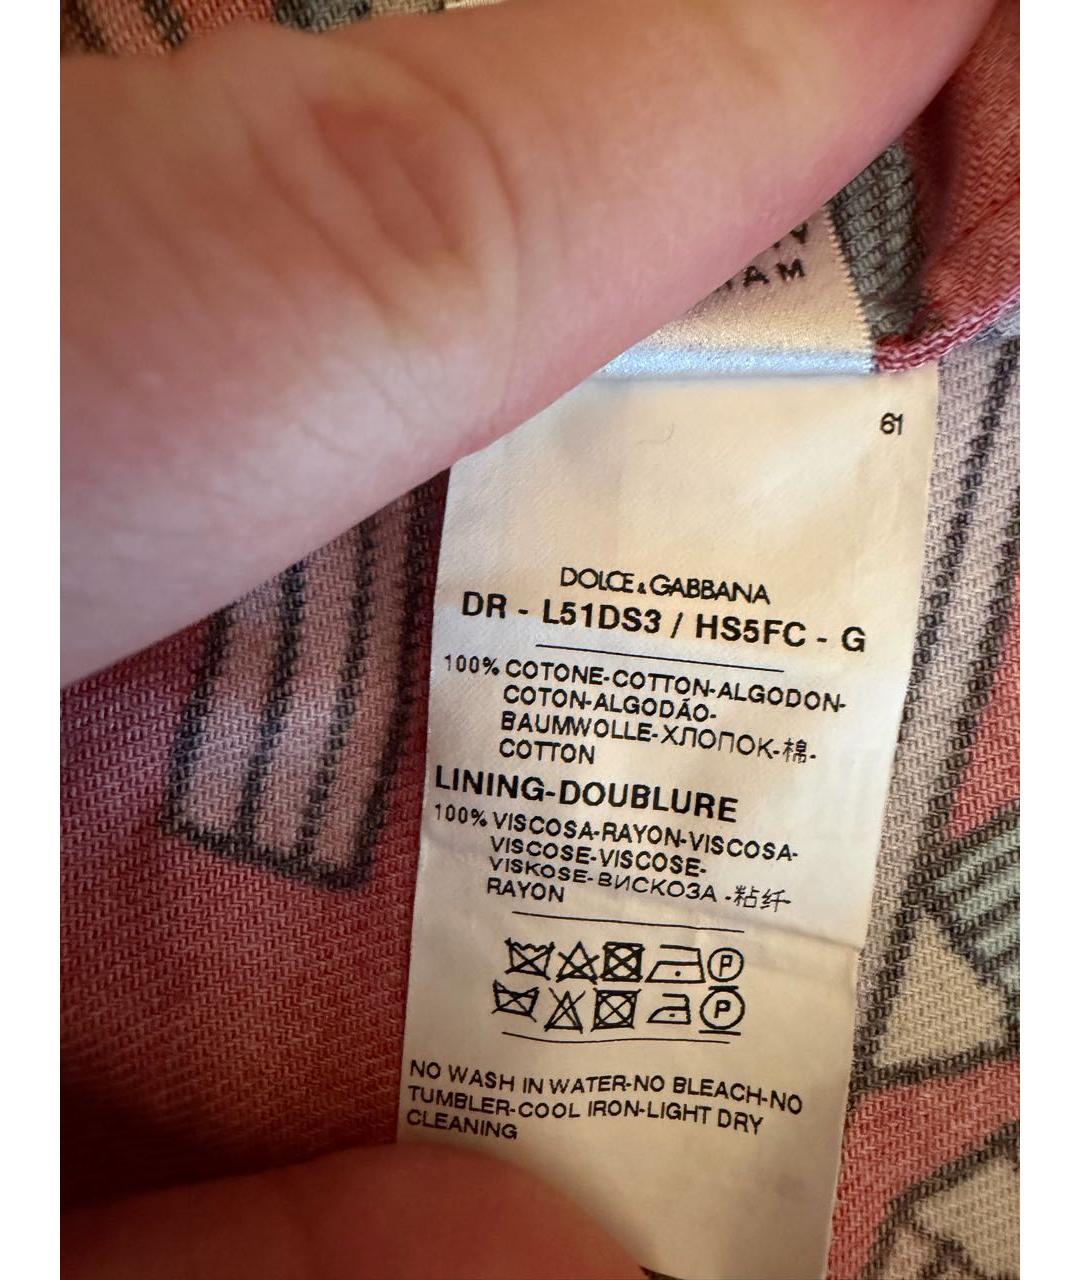 61
DOLCE & GABBANA
DR - L51DS3 / HS5FC - G
100% COTONE-COTTON-ALGODON-
COTON-ALGODÃO-
BAUMWOLLE-ХЛОПОК-棉-
COTTON
LINING-DOUBLURE
100% VISCOSA-RAYON-VISCOSA-
VISCOSE-VISCOSE-
VISKOSE-ВИСКОЗА -粘纤-
RAYON
P
P
NO WASH IN WATER-NO BLEACH-NO
TUMBLER-COOL IRON-LIGHT DRY
CLEANING